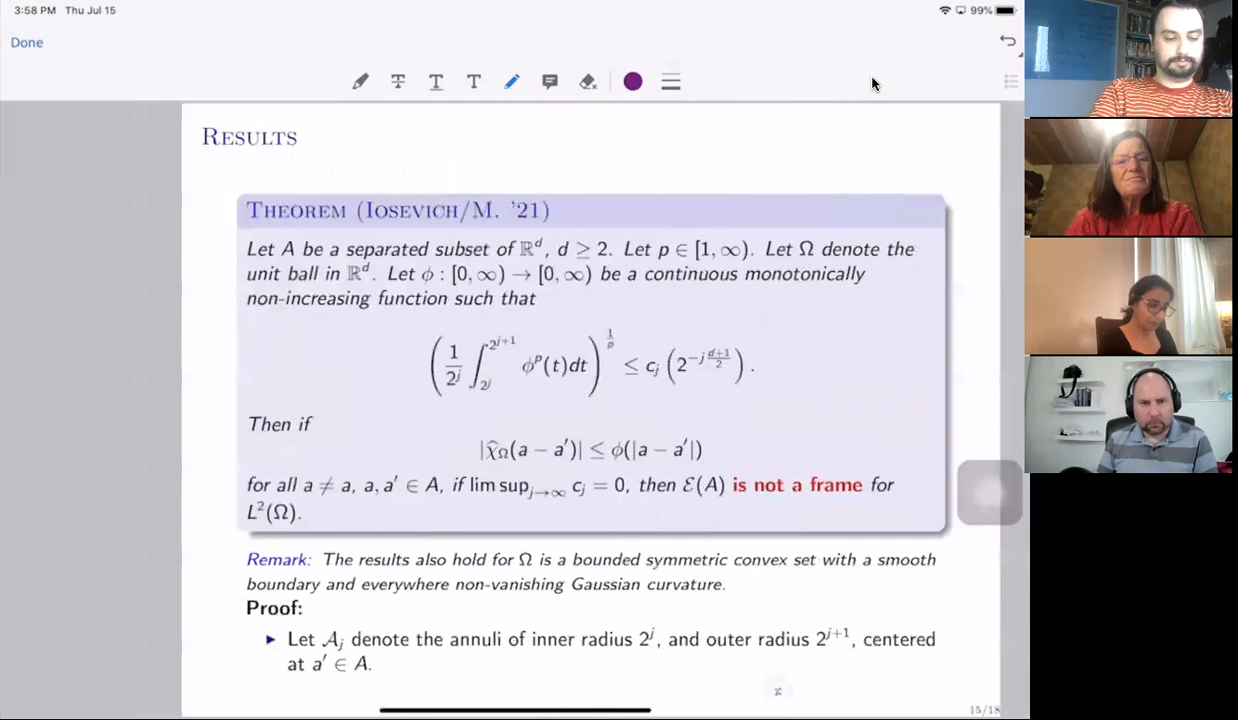 3:58 PM Thu Jul 15
99%
Done
T T T
RESULTS
THEOREM (IOSEVICH/M. '21)
Let A be a separated subset of ℝᵈ, d ≥ 2. Let p ∈ [1, ∞). Let Ω denote the
unit ball in ℝᵈ. Let ϕ : [0, ∞) → [0, ∞) be a continuous monotonically
non-increasing function such that
(1/2^j ∫_{2^j}^{2^{j+1}} ϕ^p(t)dt)^{1/p} ≤ c_j (2^{-j (d+1)/2}).
Then if
|χ̂_Ω(a − a′)| ≤ ϕ(|a − a′|)
for all a ≠ a, a, a′ ∈ A, if lim sup_{j→∞} c_j = 0, then ℰ(A) is not a frame for
L²(Ω).
Remark: The results also hold for Ω is a bounded symmetric convex set with a smooth
boundary and everywhere non-vanishing Gaussian curvature.
Proof:
► Let 𝒜_j denote the annuli of inner radius 2^j, and outer radius 2^{j+1}, centered
at a′ ∈ A.
15/18